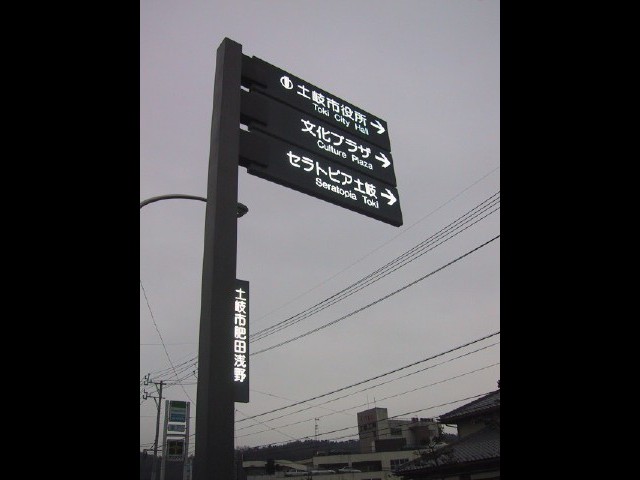 土岐市役所
Toki City Hall
文化プラザ
Culture Plaza
セラトピア土岐
Seratopia Toki
土岐市肥田浅野